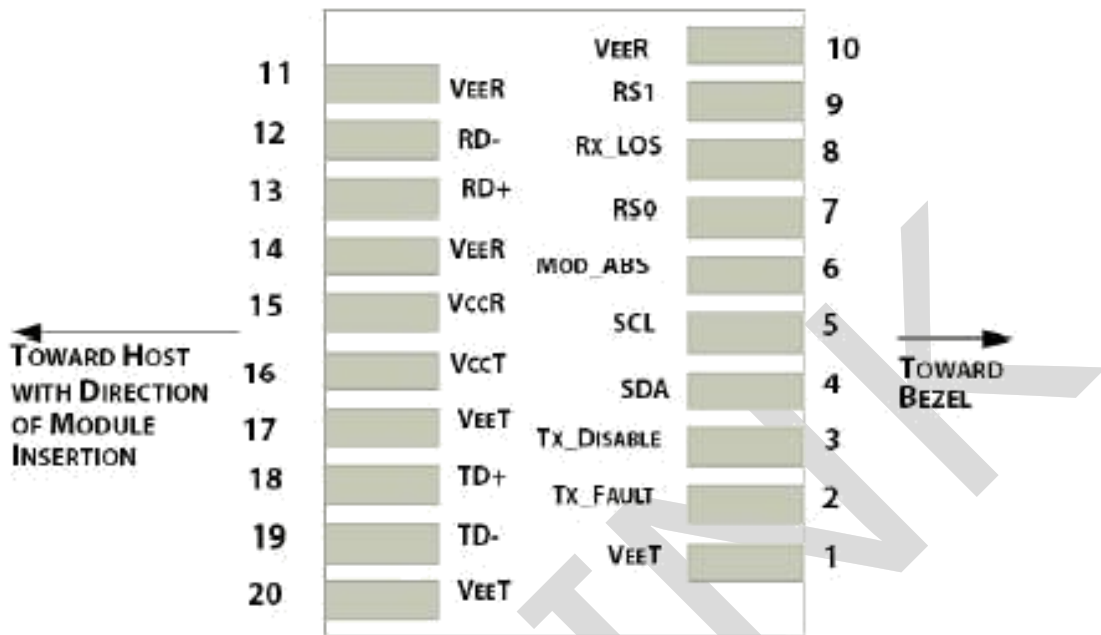 11 VEER
12 RD-
13 RD+
14 VEER
15 VCCR
16 VCCT
17 VEET
18 TD+
19 TD-
20 VEET
VEER 10
RS1 9
RX_LOS 8
RS0 7
MOD_ABS 6
SCL 5
SDA 4
TX_DISABLE 3
TX_FAULT 2
VEET 1
TOWARD HOST
WITH DIRECTION
OF MODULE
INSERTION
TOWARD
BEZEL